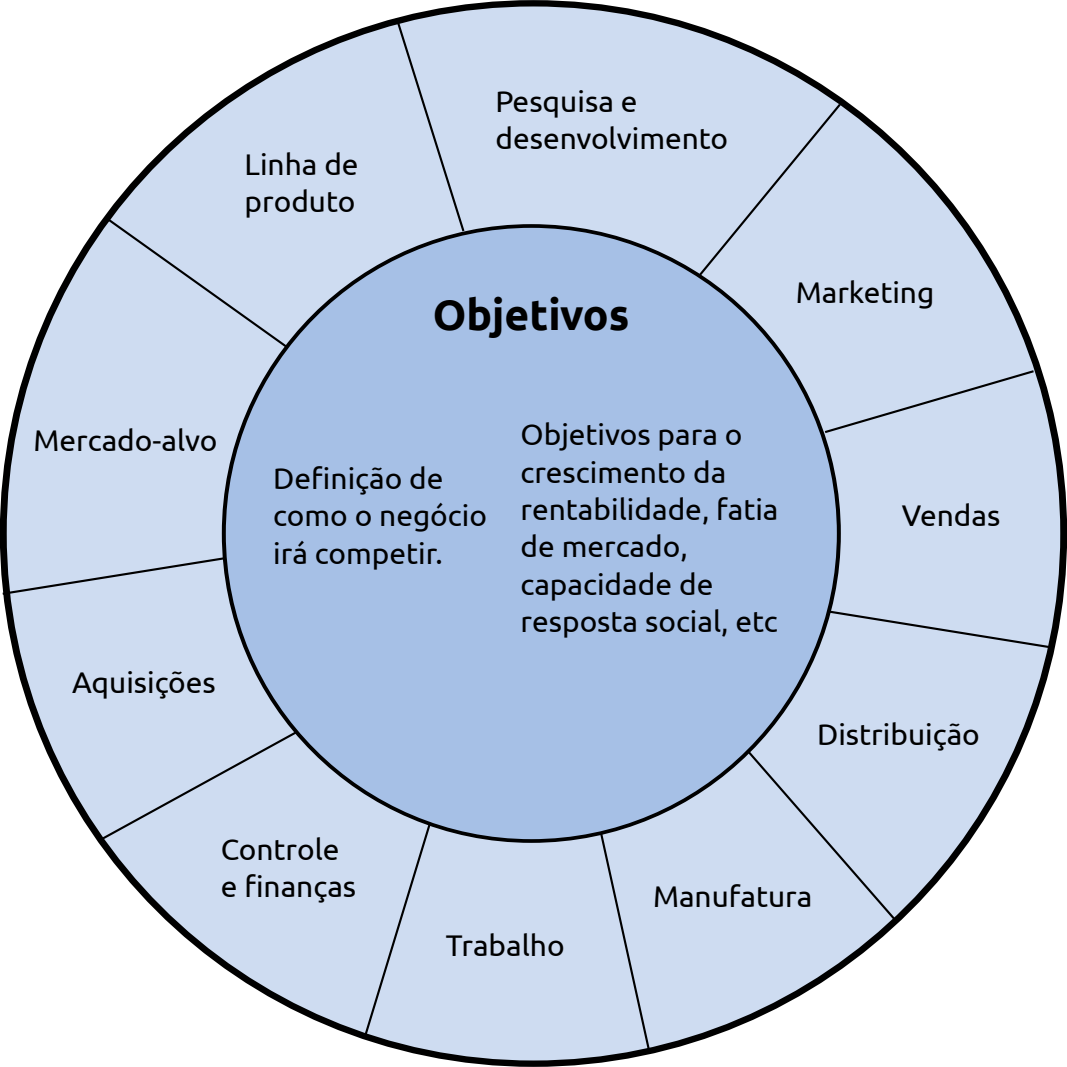 Pesquisa e
desenvolvimento
Linha de
produto
Marketing
Objetivos
Mercado-alvo
Definição de
como o negócio
irá competir.
Objetivos para o
crescimento da
rentabilidade, fatia
de mercado,
capacidade de
resposta social, etc
Vendas
Aquisições
Distribuição
Controle
e finanças
Manufatura
Trabalho